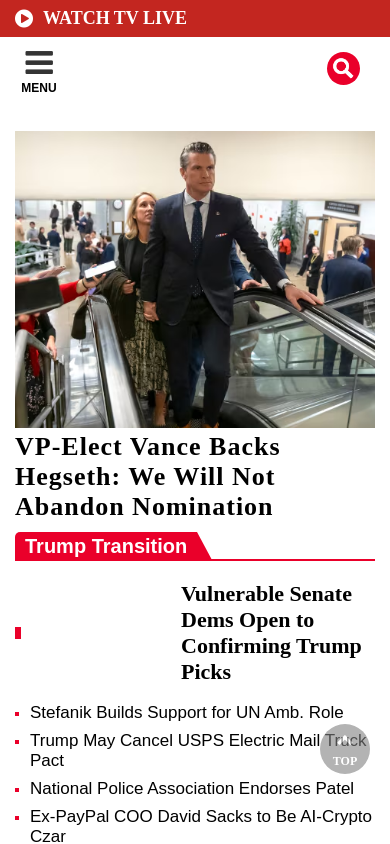 WATCH TV LIVE
MENU
VP-Elect Vance Backs
Hegseth: We Will Not
Abandon Nomination
Trump Transition
Vulnerable Senate
Dems Open to
Confirming Trump
Picks
Stefanik Builds Support for UN Amb. Role
Trump May Cancel USPS Electric Mail Truck
Pact
TOP
National Police Association Endorses Patel
Ex-PayPal COO David Sacks to Be AI-Crypto
Czar